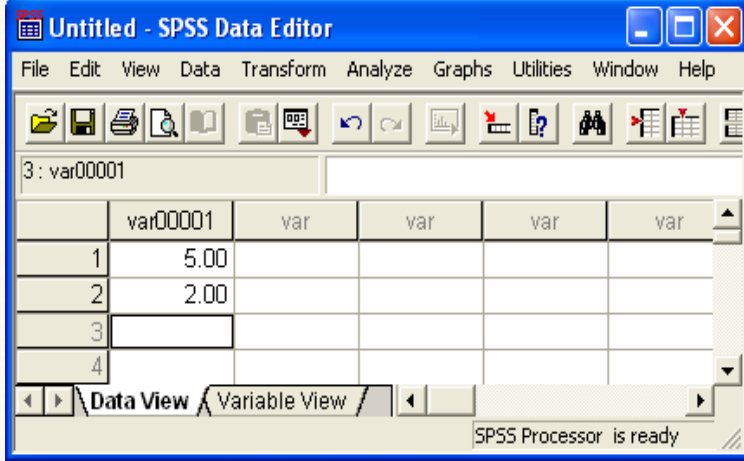 Untitled - SPSS Data Editor
File Edit View Data Transform Analyze Graphs Utilities Window Help
3 : var00001
var00001 var var var var
1 5.00
2 2.00
3
4
Data View Variable View
SPSS Processor is ready